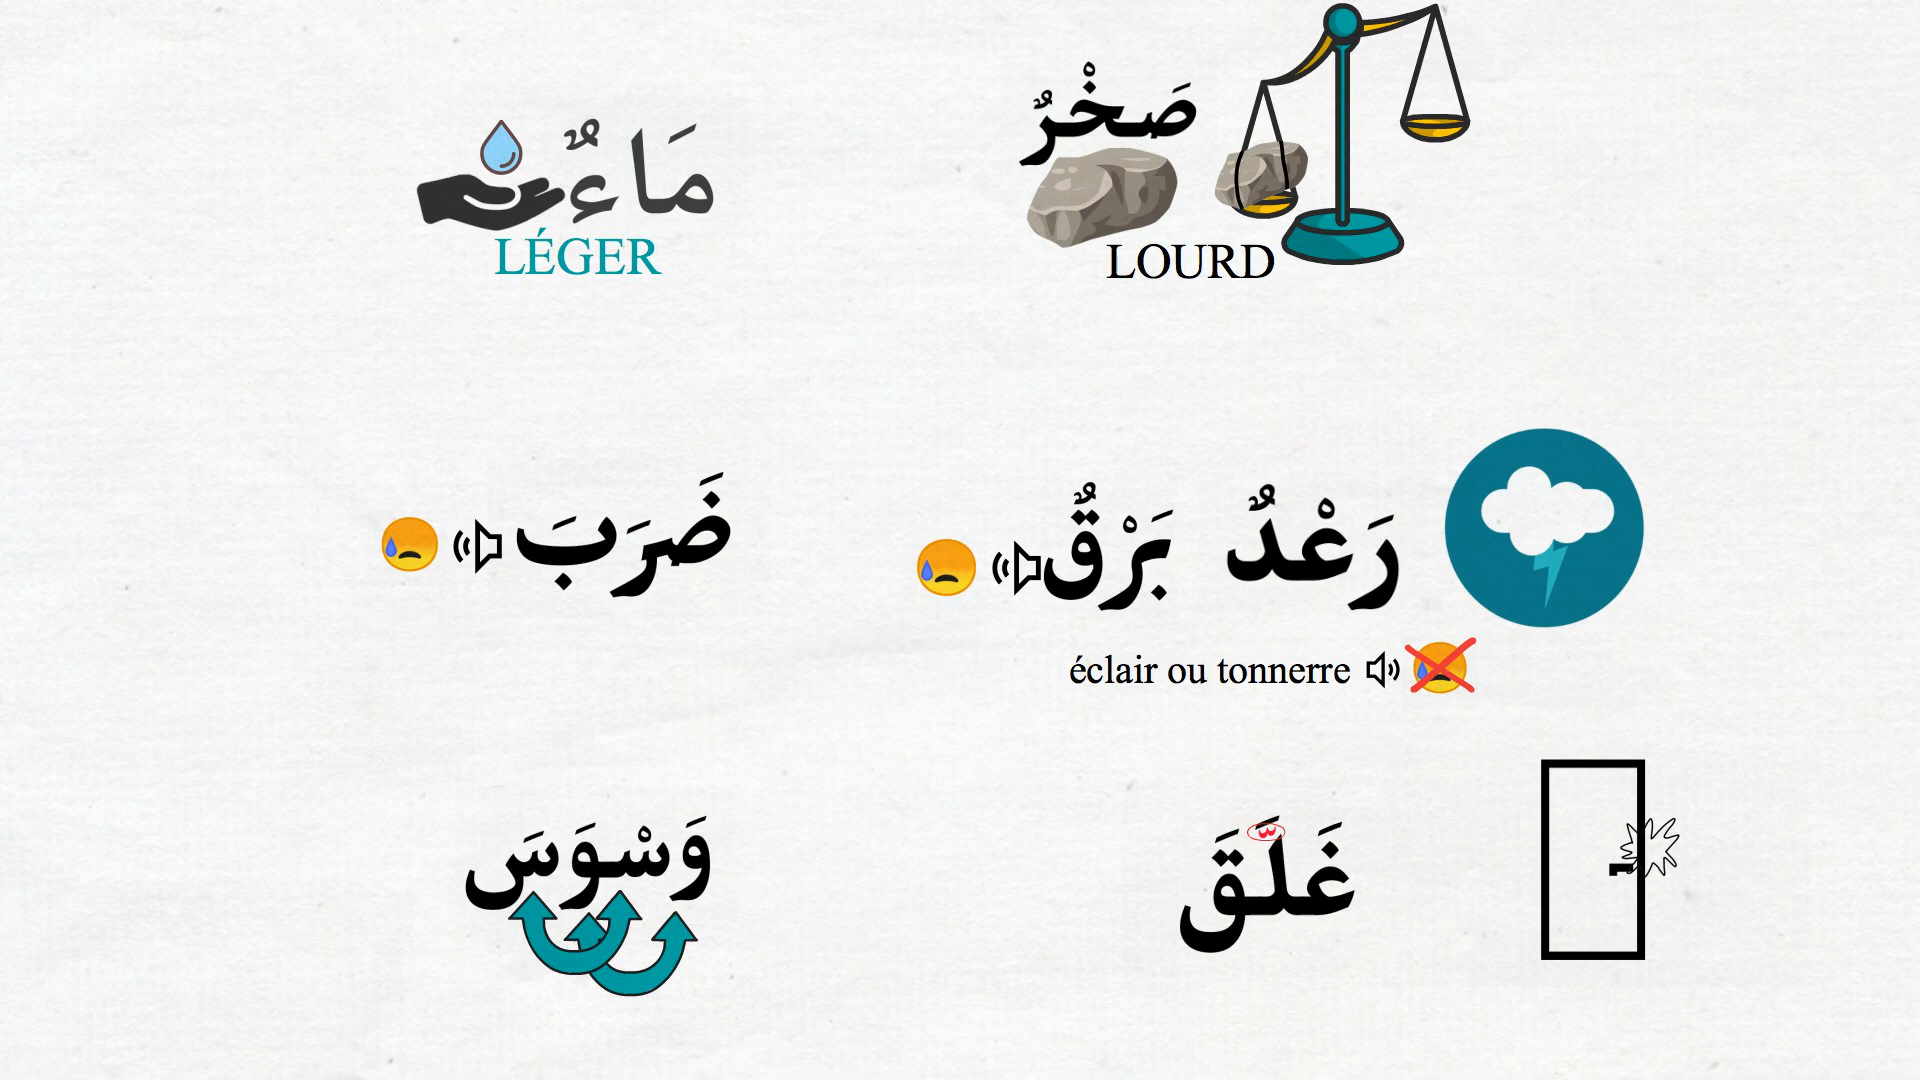 مَاءٌ
LÉGER
صَخْرٌ
LOURD
ضَرَبَ
رَعْدٌ بَرْقٌ
éclair ou tonnerre
وَسْوَسَ
غَلَّقَ